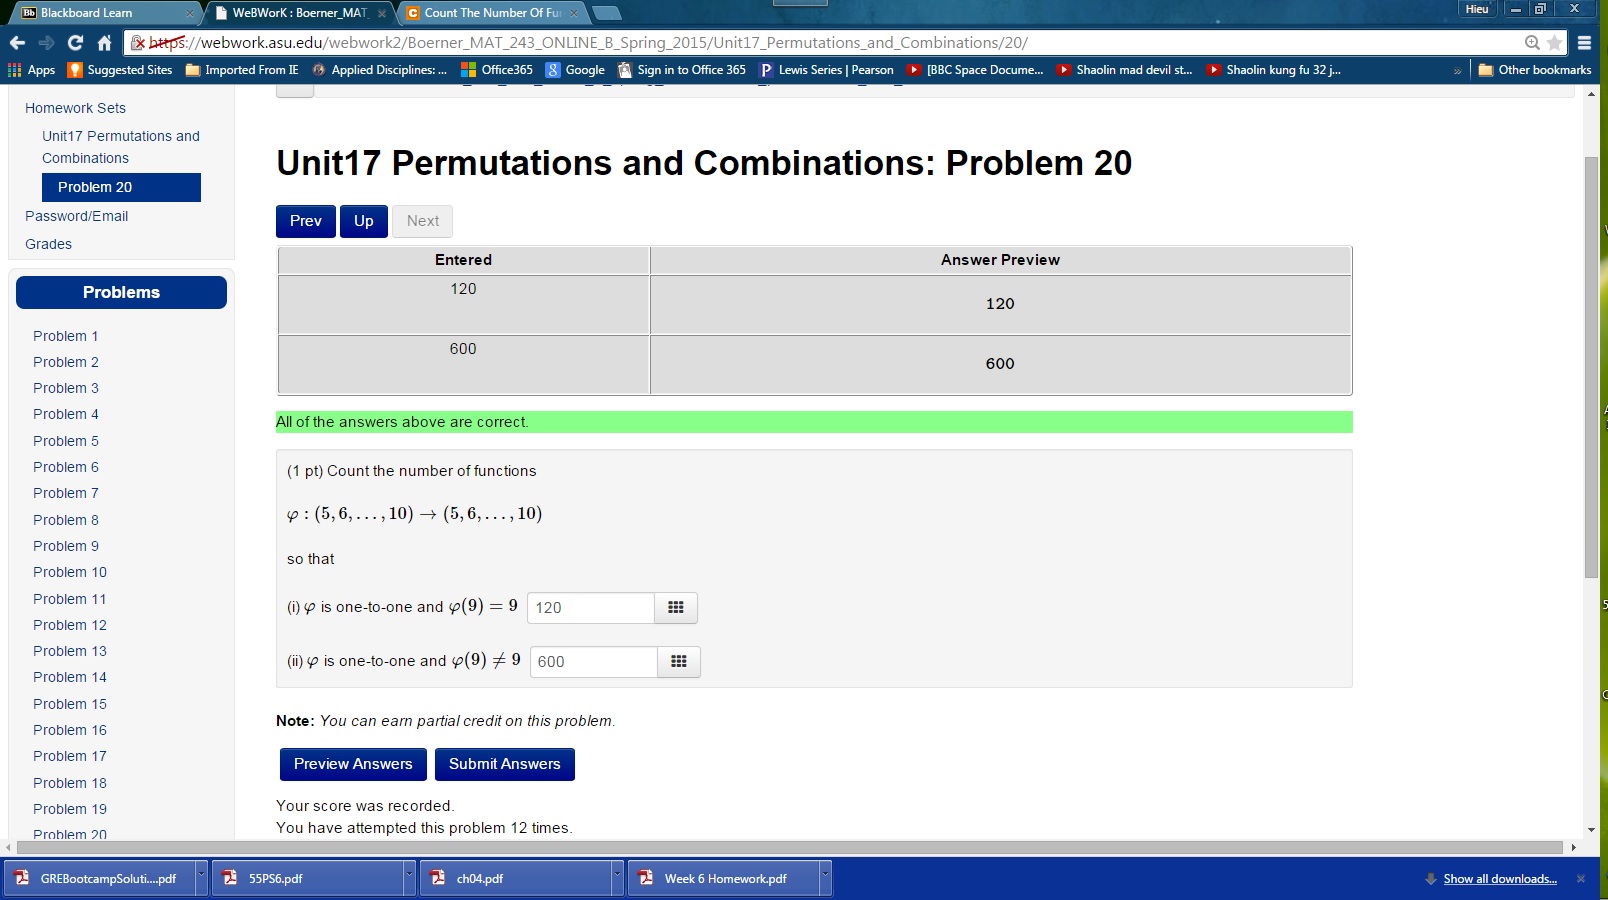 Blackboard Learn
WeBWorK : Boerner_MAT_
Count The Number Of Fu
Hieu
https://webwork.asu.edu/webwork2/Boerner_MAT_243_ONLINE_B_Spring_2015/Unit17_Permutations_and_Combinations/20/
Apps
Suggested Sites
Imported From IE
Applied Disciplines: ...
Office365
Google
Sign in to Office 365
Lewis Series | Pearson
[BBC Space Docume...
Shaolin mad devil st...
Shaolin kung fu 32 j...
»
Other bookmarks
Homework Sets
Unit17 Permutations and
Combinations
Problem 20
Password/Email
Grades
Problems
Problem 1
Problem 2
Problem 3
Problem 4
Problem 5
Problem 6
Problem 7
Problem 8
Problem 9
Problem 10
Problem 11
Problem 12
Problem 13
Problem 14
Problem 15
Problem 16
Problem 17
Problem 18
Problem 19
Problem 20
Unit17 Permutations and Combinations: Problem 20
Prev Up Next
Entered Answer Preview
120 120
600 600
All of the answers above are correct.
(1 pt) Count the number of functions
φ : (5, 6, . . . , 10) → (5, 6, . . . , 10)
so that
(i) φ is one-to-one and φ(9) = 9 120
(ii) φ is one-to-one and φ(9) ≠ 9 600
Note: You can earn partial credit on this problem.
Preview Answers Submit Answers
Your score was recorded.
You have attempted this problem 12 times.
GREBootcampSoluti....pdf
55PS6.pdf
ch04.pdf
Week 6 Homework.pdf
Show all downloads...